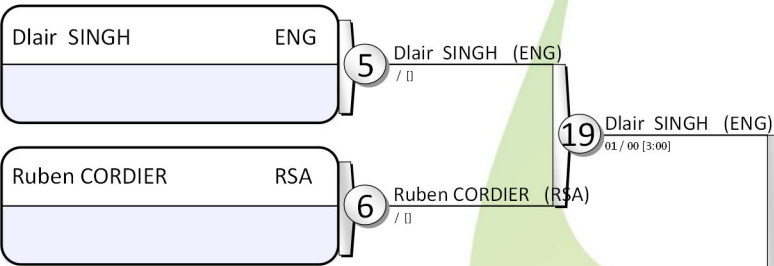 Dlair SINGH ENG
5
Dlair SINGH (ENG)
/ []
19
Dlair SINGH (ENG)
01 / 00 [3:00]
Ruben CORDIER RSA
6
Ruben CORDIER (RSA)
/ []